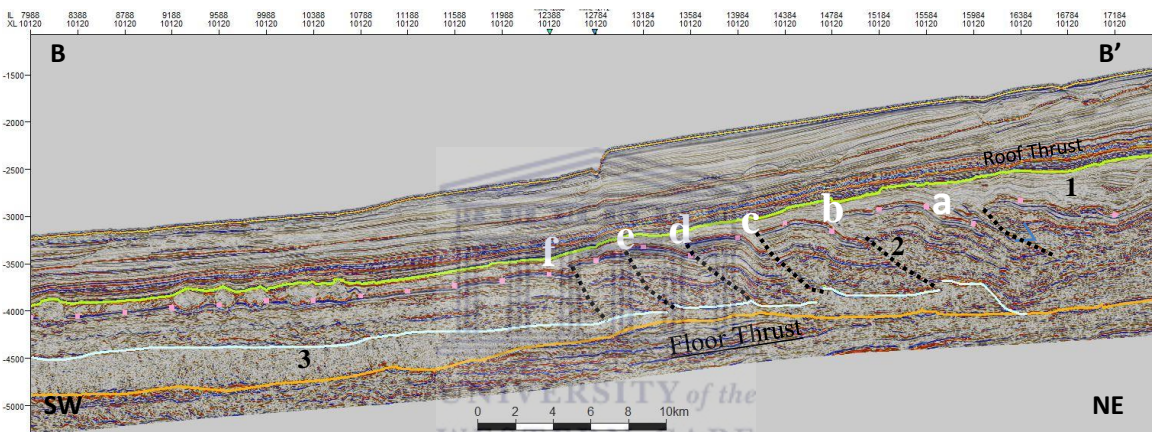 IL 7988 8388 8788 9188 9588 9988 10388 10788 11188 11588 11988 12388 12784 13184 13584 13984 14384 14784 15184 15584 15984 16384 16784 17184
XL 10120 10120 10120 10120 10120 10120 10120 10120 10120 10120 10120 10120 10120 10120 10120 10120 10120 10120 10120 10120 10120 10120 10120 10120
B B'
-1500
-2000
Roof Thrust
-2500
1
a
b
-3000
c
d
e
2
f
-3500
-4000
Floor Thrust
3
-4500
UNIVERSITY of the
-5000
SW NE
0 2 4 6 8 10km